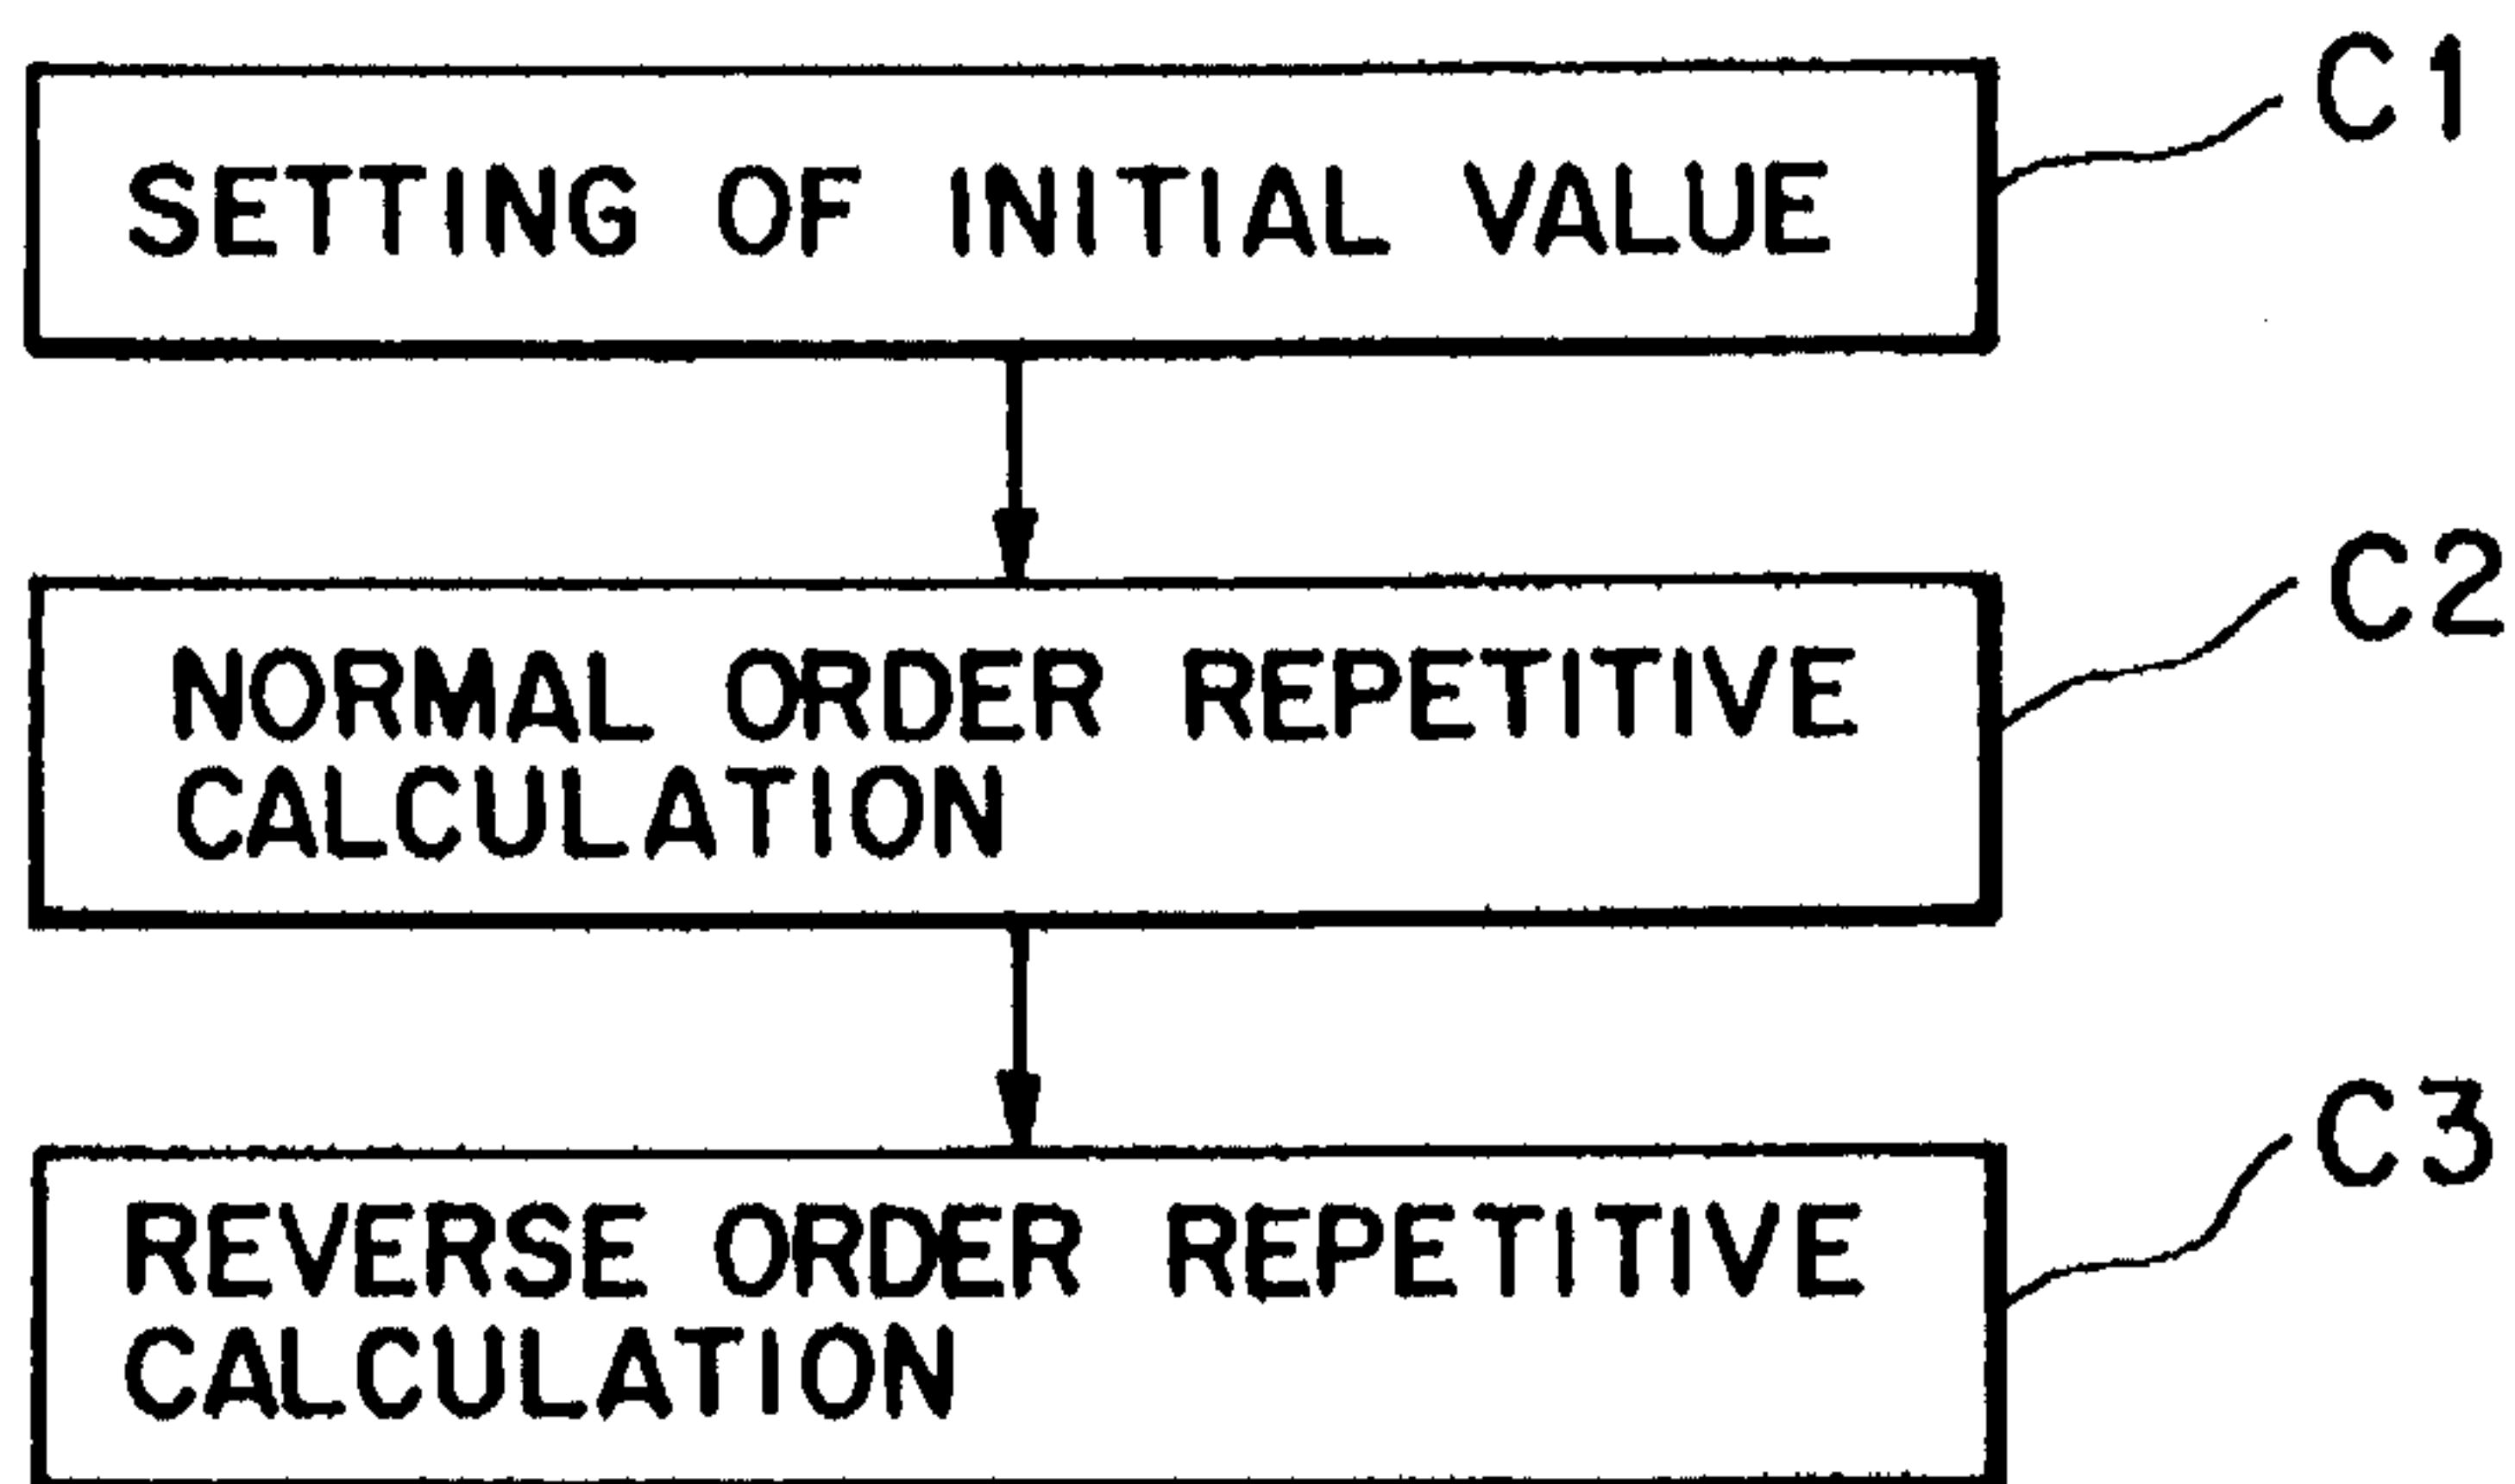 SETTING OF INITIAL VALUE
C1
NORMAL ORDER REPETITIVE
CALCULATION
C2
REVERSE ORDER REPETITIVE
CALCULATION
C3